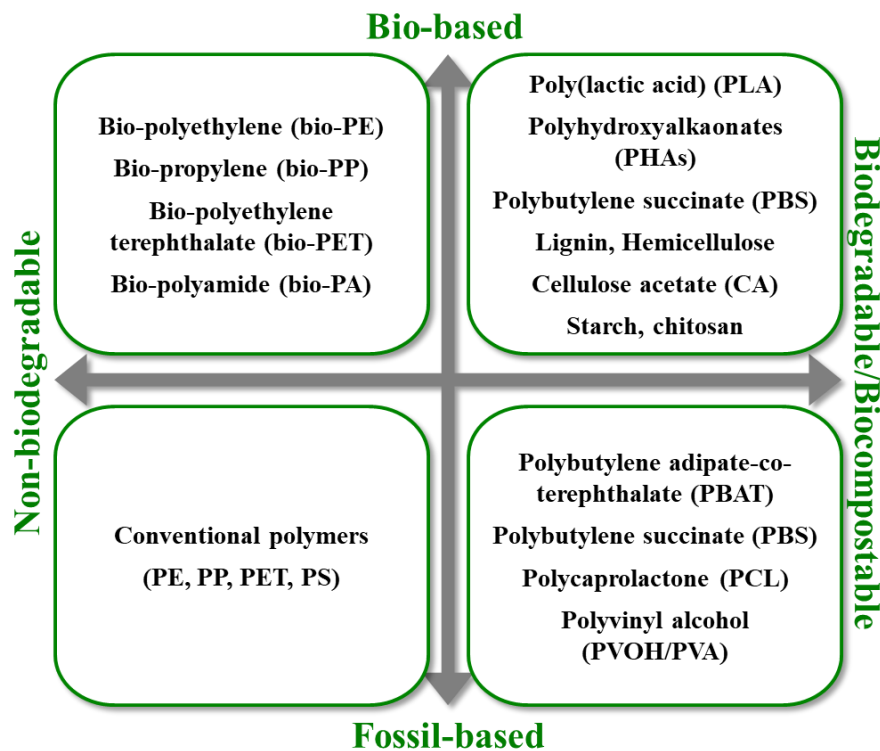 Bio-based
Bio-polyethylene (bio-PE)
Bio-propylene (bio-PP)
Bio-polyethylene
terephthalate (bio-PET)
Bio-polyamide (bio-PA)
Poly(lactic acid) (PLA)
Polyhydroxyalkaonates
(PHAs)
Polybutylene succinate (PBS)
Lignin, Hemicellulose
Cellulose acetate (CA)
Starch, chitosan
Non-biodegradable
Biodegradable/Biocompostable
Conventional polymers
(PE, PP, PET, PS)
Polybutylene adipate-co-
terephthalate (PBAT)
Polybutylene succinate (PBS)
Polycaprolactone (PCL)
Polyvinyl alcohol
(PVOH/PVA)
Fossil-based